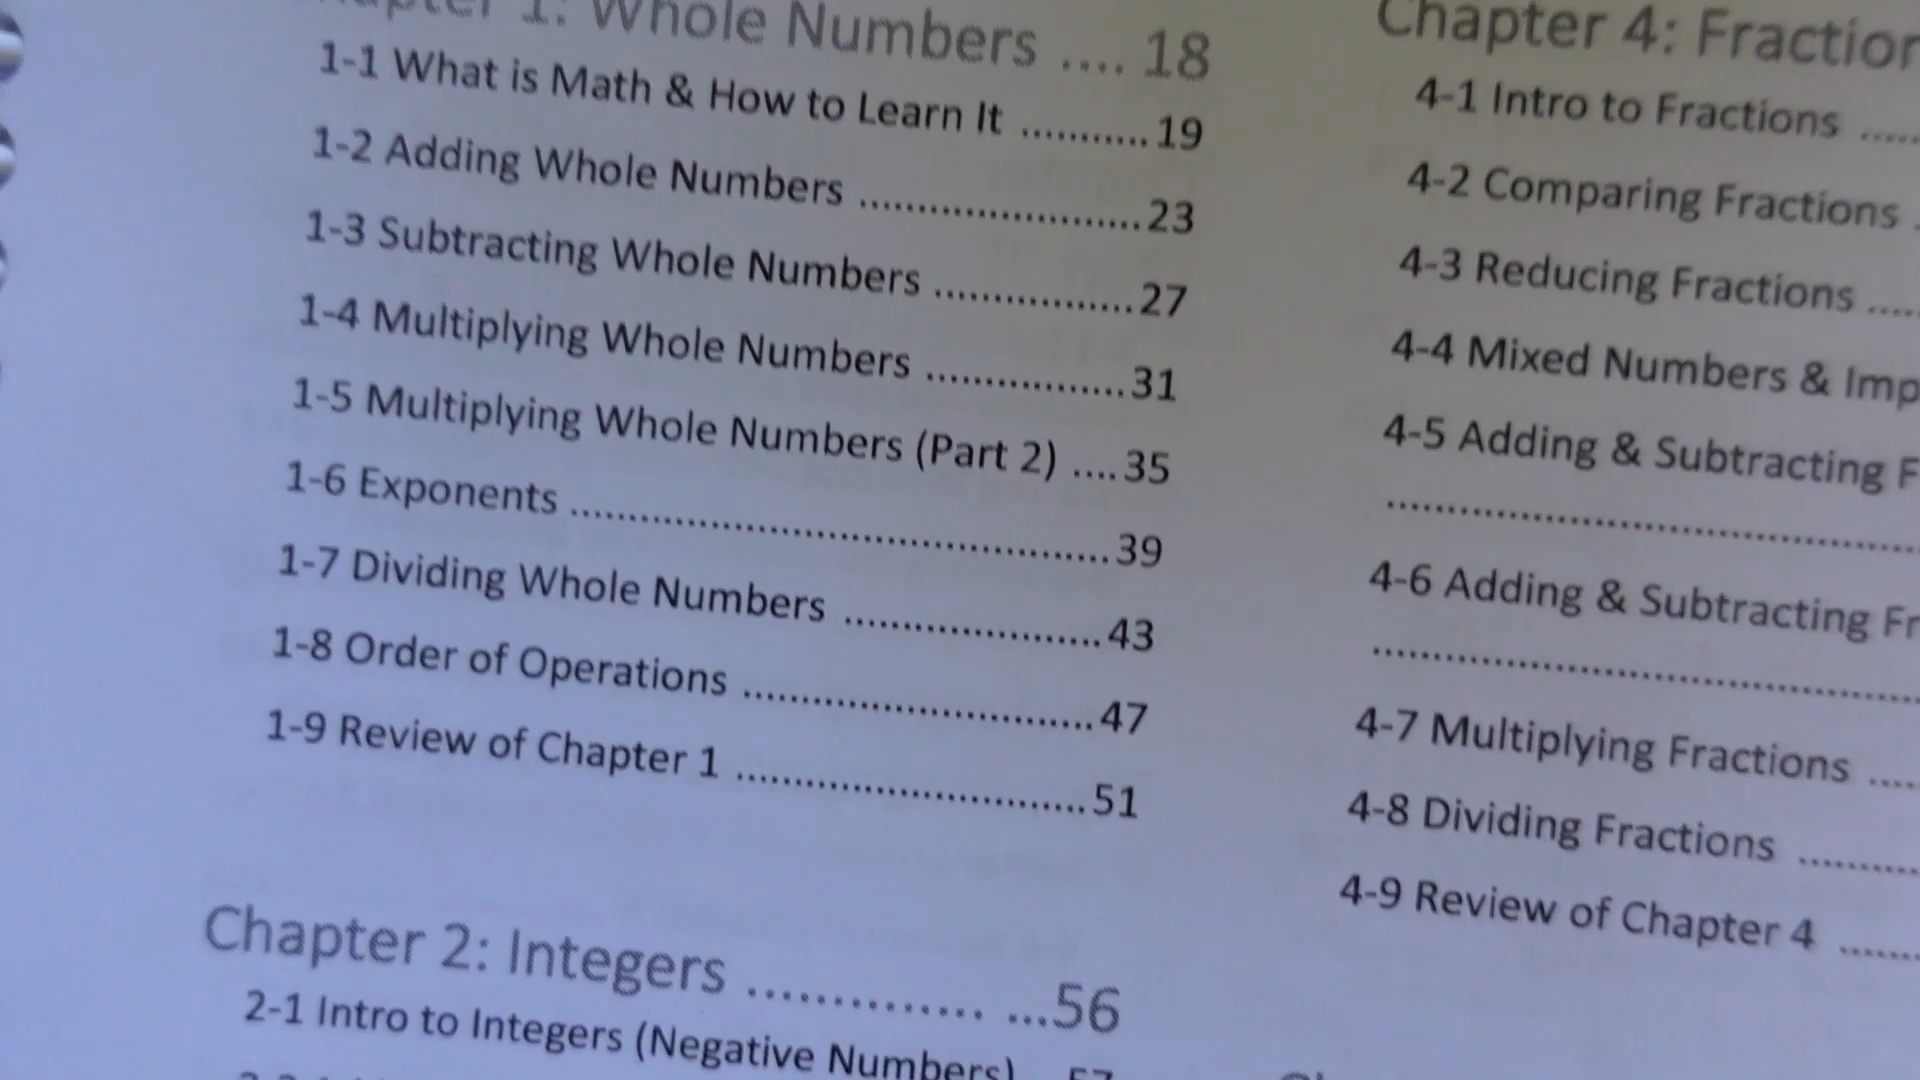 Chapter 1: Whole Numbers .... 18
1-1 What is Math & How to Learn It ........... 19
1-2 Adding Whole Numbers ........................ 23
1-3 Subtracting Whole Numbers ................. 27
1-4 Multiplying Whole Numbers ................. 31
1-5 Multiplying Whole Numbers (Part 2) .... 35
1-6 Exponents .............................................. 39
1-7 Dividing Whole Numbers ...................... 43
1-8 Order of Operations .............................. 47
1-9 Review of Chapter 1 .............................. 51
Chapter 2: Integers ................ 56
2-1 Intro to Integers (Negative Numbers) .. 57
Chapter 4: Fraction
4-1 Intro to Fractions .....
4-2 Comparing Fractions .
4-3 Reducing Fractions .....
4-4 Mixed Numbers & Imp
4-5 Adding & Subtracting F
..............................................
4-6 Adding & Subtracting Fr
..............................................
4-7 Multiplying Fractions ....
4-8 Dividing Fractions ..........
4-9 Review of Chapter 4 .......